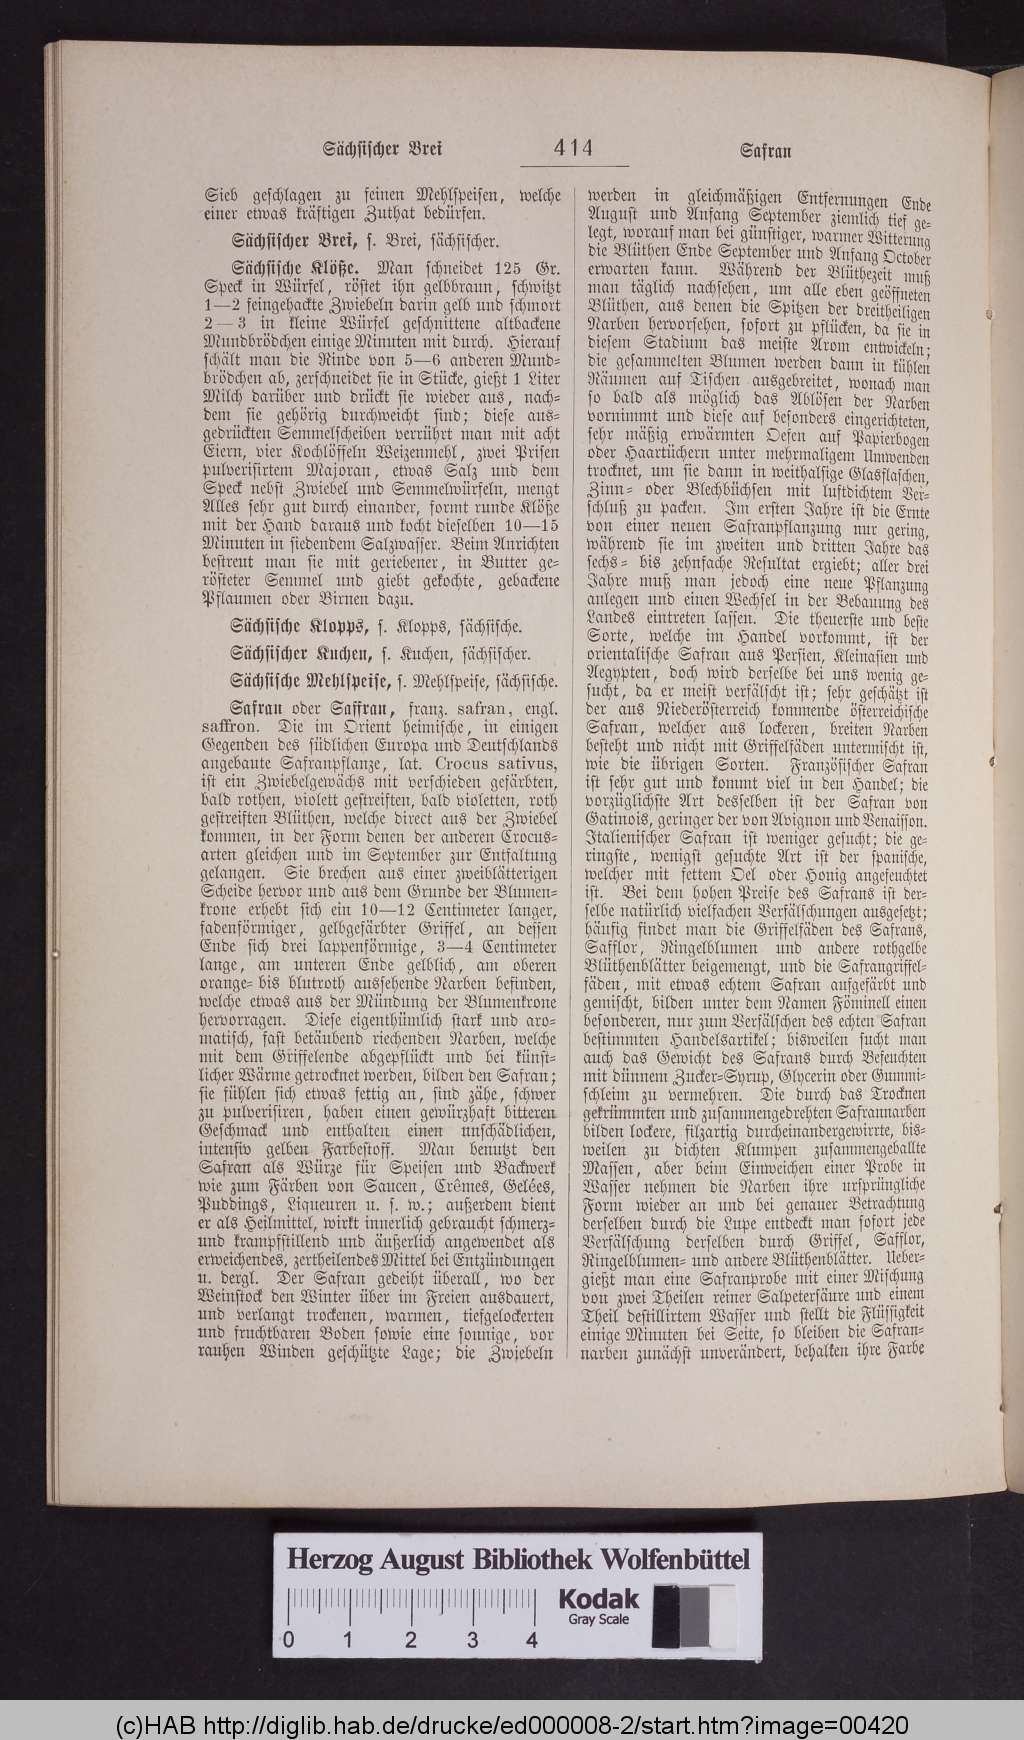 Sächsischer Brei 414 Safran
Sieb geschlagen zu feinen Mehlspeisen, welche
einer etwas kräftigen Zuthat bedürfen.
Sächsischer Brei, s. Brei, sächsischer.
Sächsische Klöße. Man schneidet 125 Gr.
Speck in Würfel, röstet ihn gelbbraun, schwitzt
1—2 feingehackte Zwiebeln darin gelb und schmort
2—3 in kleine Würfel geschnittene altbackene
Mundbrödchen einige Minuten mit durch. Hierauf
schält man die Rinde von 5—6 anderen Mund-
brödchen ab, zerschneidet sie in Stücke, gießt 1 Liter
Milch darüber und drückt sie wieder aus, nach-
dem sie gehörig durchweicht sind; diese aus-
gedrückten Semmelscheiben verrührt man mit acht
Eiern, vier Kochlöffeln Weizenmehl, zwei Prisen
pulverisirtem Majoran, etwas Salz und dem
Speck nebst Zwiebel und Semmelwürfeln, mengt
Alles sehr gut durch einander, formt runde Klöße
mit der Hand daraus und kocht dieselben 10—15
Minuten in siedendem Salzwasser. Beim Anrichten
bestreut man sie mit geriebener, in Butter ge-
rösteter Semmel und giebt gekochte, gebackene
Pflaumen oder Birnen dazu.
Sächsische Klopps, s. Klopps, sächsische.
Sächsischer Kuchen, s. Kuchen, sächsischer.
Sächsische Mehlspeise, s. Mehlspeise, sächsische.
Safran oder Saffran, franz. safran, engl.
saffron. Die im Orient heimische, in einigen
Gegenden des südlichen Europa und Deutschlands
angebaute Safranpflanze, lat. Crocus sativus,
ist ein Zwiebelgewächs mit verschieden gefärbten,
bald rothen, violett gestreiften, bald violetten, roth
gestreiften Blüthen, welche direct aus der Zwiebel
kommen, in der Form denen der anderen Crocus-
arten gleichen und im September zur Entfaltung
gelangen. Sie brechen aus einer zweiblätterigen
Scheide hervor und aus dem Grunde der Blumen-
krone erhebt sich ein 10—12 Centimeter langer,
fadenförmiger, gelbgefärbter Griffel, an dessen
Ende sich drei lappenförmige, 3—4 Centimeter
lange, am unteren Ende gelblich, am oberen
orange- bis blutroth aussehende Narben befinden,
welche etwas aus der Mündung der Blumenkrone
hervorragen. Diese eigenthümlich stark und aro-
matisch, fast betäubend riechenden Narben, welche
mit dem Griffelende abgepflückt und bei künst-
licher Wärme getrocknet werden, bilden den Safran;
sie fühlen sich etwas fettig an, sind zähe, schwer
zu pulverisiren, haben einen gewürzhaft bitteren
Geschmack und enthalten einen unschädlichen,
intensiv gelben Farbestoff. Man benutzt den
Safran als Würze für Speisen und Backwerk
wie zum Färben von Saucen, Crêmes, Gelées,
Puddings, Liqueuren u. s. w.; außerdem dient
er als Heilmittel, wirkt innerlich gebraucht schmerz-
und krampfstillend und äußerlich angewendet als
erweichendes, zertheilendes Mittel bei Entzündungen
u. dergl. Der Safran gedeiht überall, wo der
Weinstock den Winter über im Freien ausdauert,
und verlangt trockenen, warmen, tiefgelockerten
und fruchtbaren Boden sowie eine sonnige, vor
rauhen Winden geschützte Lage; die Zwiebeln
werden in gleichmäßigen Entfernungen Ende
August und Anfang September ziemlich tief ge-
legt, worauf man bei günstiger, warmer Witterung
die Blüthen Ende September und Anfang October
erwarten kann. Während der Blüthezeit muß
man täglich nachsehen, um alle eben geöffneten
Blüthen, aus denen die Spitzen der dreitheiligen
Narben hervorsehen, sofort zu pflücken, da sie in
diesem Stadium das meiste Arom entwickeln;
die gesammelten Blumen werden dann in kühlen
Räumen auf Tischen ausgebreitet, wonach man
so bald als möglich das Ablösen der Narben
vornimmt und diese auf besonders eingerichteten,
sehr mäßig erwärmten Oefen auf Papierbogen
oder Haartüchern unter mehrmaligem Umwenden
trocknet, um sie dann in weithalsige Glasflaschen,
Zinn- oder Blechbüchsen mit luftdichtem Ver-
schluß zu packen. Im ersten Jahre ist die Ernte
von einer neuen Safranpflanzung nur gering,
während sie im zweiten und dritten Jahre das
sechs- bis zehnfache Resultat ergiebt; aller drei
Jahre muß man jedoch eine neue Pflanzung
anlegen und einen Wechsel in der Bebauung des
Landes eintreten lassen. Die theuerste und beste
Sorte, welche im Handel vorkommt, ist der
orientalische Safran aus Persien, Kleinasien und
Aegypten, doch wird derselbe bei uns wenig ge-
sucht, da er meist verfälscht ist; sehr geschätzt ist
der aus Niederösterreich kommende österreichische
Safran, welcher aus lockeren, breiten Narben
besteht und nicht mit Griffelfäden untermischt ist,
wie die übrigen Sorten. Französischer Safran
ist sehr gut und kommt viel in den Handel; die
vorzüglichste Art desselben ist der Safran von
Gatinois, geringer der von Avignon und Venaisson.
Italienischer Safran ist weniger gesucht; die ge-
ringste, wenigst gesuchte Art ist der spanische,
welcher mit fettem Oel oder Honig angefeuchtet
ist. Bei dem hohen Preise des Safrans ist der-
selbe natürlich vielfachen Verfälschungen ausgesetzt;
häufig findet man die Griffelfäden des Safrans,
Safflor, Ringelblumen und andere rothgelbe
Blüthenblätter beigemengt, und die Safrangriffel-
fäden, mit etwas echtem Safran aufgefärbt und
gemischt, bilden unter dem Namen Föminell einen
besonderen, nur zum Verfälschen des echten Safran
bestimmten Handelsartikel; bisweilen sucht man
auch das Gewicht des Safrans durch Befeuchten
mit dünnem Zucker-Syrup, Glycerin oder Gummi-
schleim zu vermehren. Die durch das Trocknen
gekrümmten und zusammengedrehten Safrannarben
bilden lockere, filzartig durcheinandergewirrte, bis-
weilen zu dichten Klumpen zusammengeballte
Massen, aber beim Einweichen einer Probe in
Wasser nehmen die Narben ihre ursprüngliche
Form wieder an und bei genauer Betrachtung
derselben durch die Lupe entdeckt man sofort jede
Verfälschung derselben durch Griffel, Safflor,
Ringelblumen- und andere Blüthenblätter. Ueber-
gießt man eine Safranprobe mit einer Mischung
von zwei Theilen reiner Salpetersäure und einem
Theil destillirtem Wasser und stellt die Flüssigkeit
einige Minuten bei Seite, so bleiben die Safran-
narben zunächst unverändert, behalten ihre Farbe
Herzog August Bibliothek Wolfenbüttel
Kodak
Gray Scale
0 1 2 3 4
(c)HAB http://diglib.hab.de/drucke/ed000008-2/start.htm?image=00420